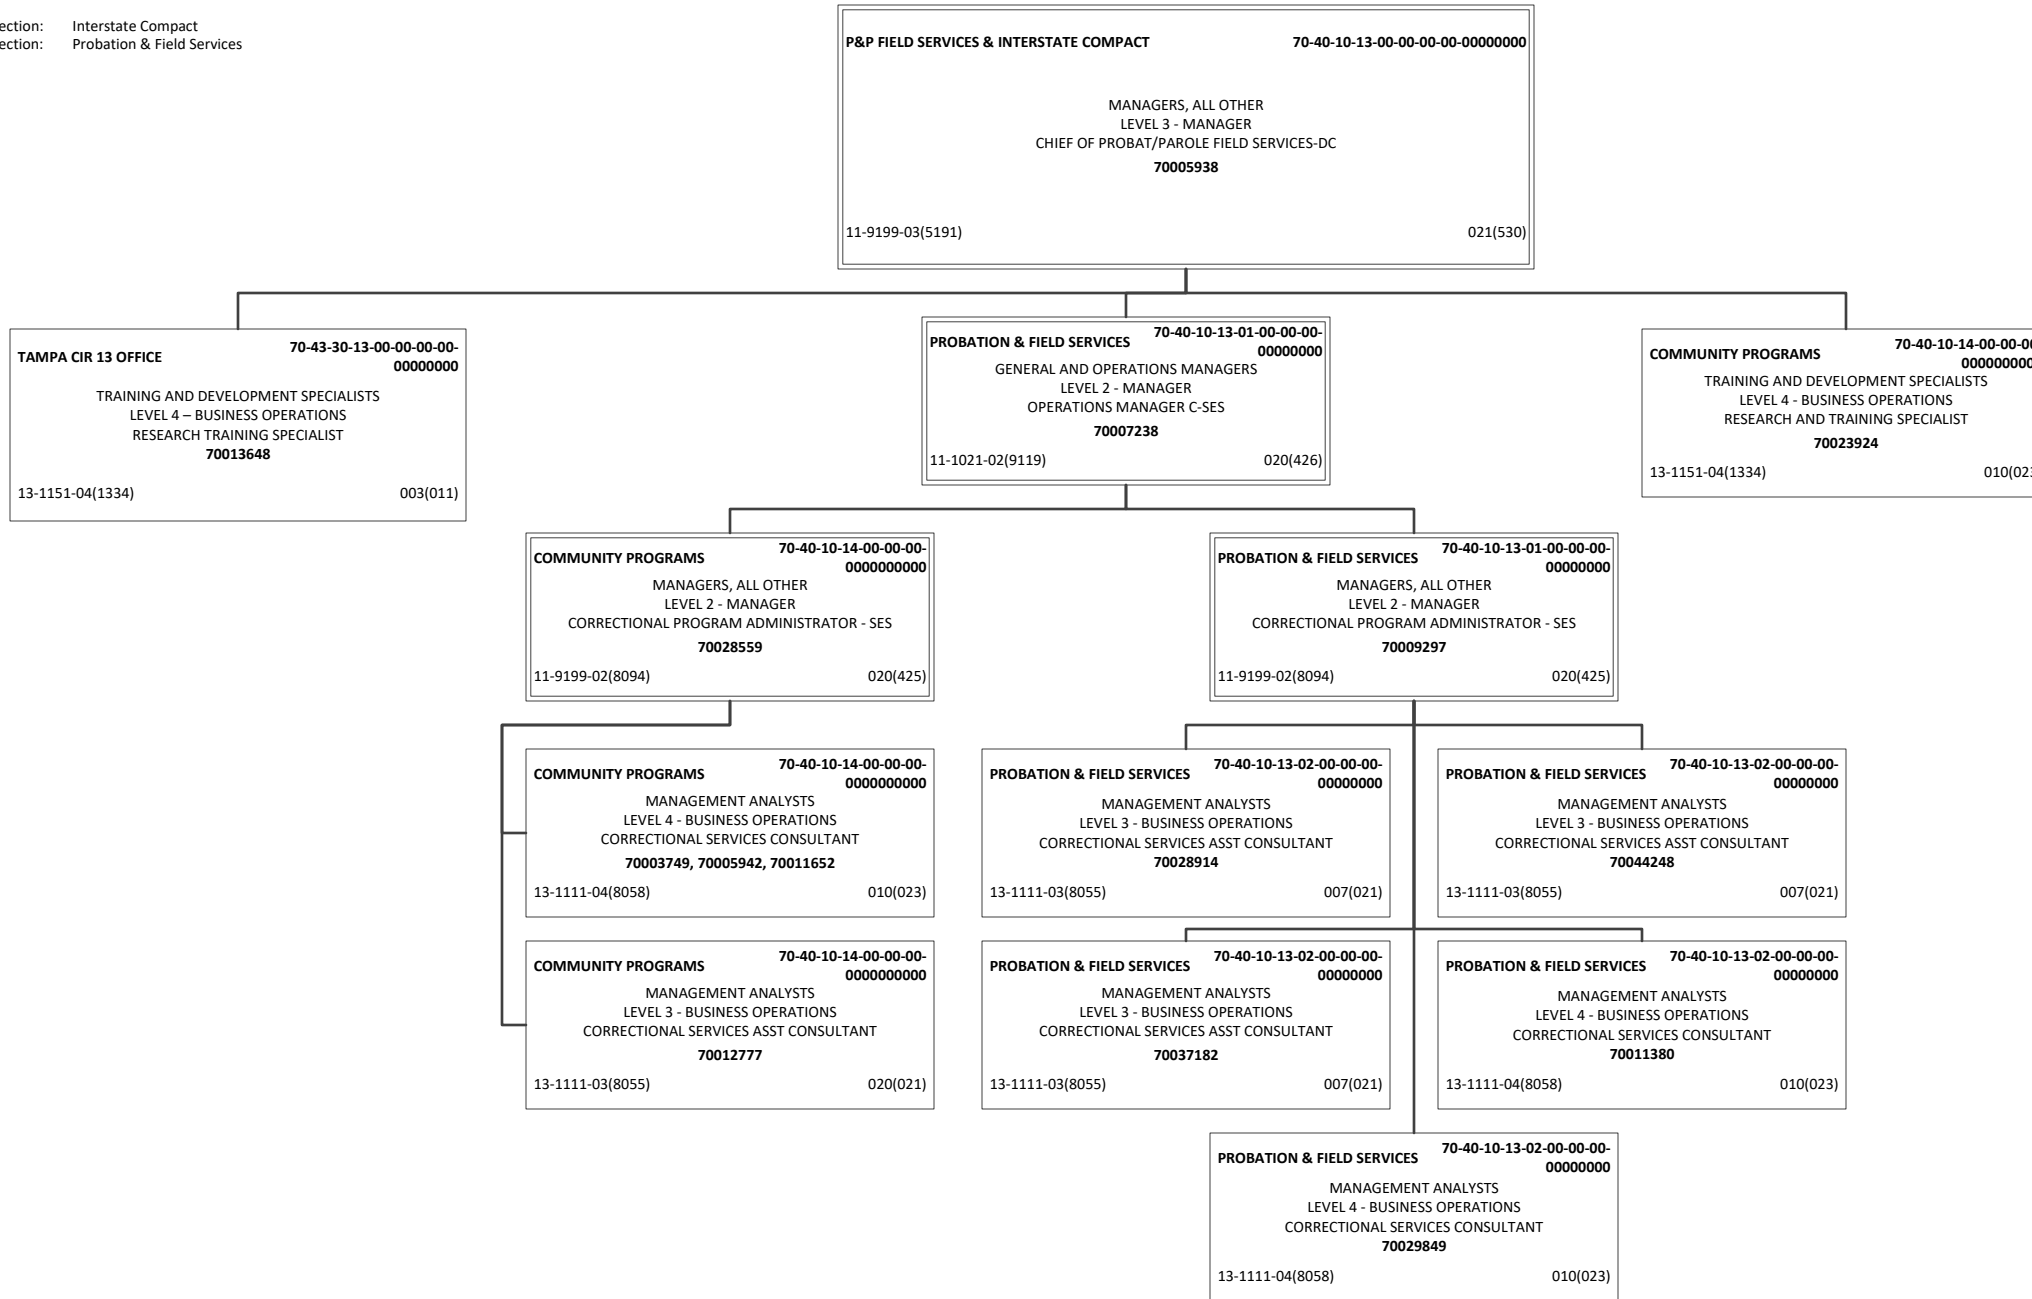 ection: Interstate Compact
ection: Probation & Field Services
P&P FIELD SERVICES & INTERSTATE COMPACT 70-40-10-13-00-00-00-00-00000000
MANAGERS, ALL OTHER
LEVEL 3 - MANAGER
CHIEF OF PROBAT/PAROLE FIELD SERVICES-DC
70005938
11-9199-03(5191) 021(530)
TAMPA CIR 13 OFFICE 70-43-30-13-00-00-00-00-
00000000
TRAINING AND DEVELOPMENT SPECIALISTS
LEVEL 4 – BUSINESS OPERATIONS
RESEARCH TRAINING SPECIALIST
70013648
13-1151-04(1334) 003(011)
PROBATION & FIELD SERVICES 70-40-10-13-01-00-00-00-
00000000
GENERAL AND OPERATIONS MANAGERS
LEVEL 2 - MANAGER
OPERATIONS MANAGER C-SES
70007238
11-1021-02(9119) 020(426)
COMMUNITY PROGRAMS 70-40-10-14-00-00-0
000000000
TRAINING AND DEVELOPMENT SPECIALISTS
LEVEL 4 - BUSINESS OPERATIONS
RESEARCH AND TRAINING SPECIALIST
70023924
13-1151-04(1334) 010(023
COMMUNITY PROGRAMS 70-40-10-14-00-00-00-
0000000000
MANAGERS, ALL OTHER
LEVEL 2 - MANAGER
CORRECTIONAL PROGRAM ADMINISTRATOR - SES
70028559
11-9199-02(8094) 020(425)
PROBATION & FIELD SERVICES 70-40-10-13-01-00-00-00-
00000000
MANAGERS, ALL OTHER
LEVEL 2 - MANAGER
CORRECTIONAL PROGRAM ADMINISTRATOR - SES
70009297
11-9199-02(8094) 020(425)
COMMUNITY PROGRAMS 70-40-10-14-00-00-00-
0000000000
MANAGEMENT ANALYSTS
LEVEL 4 - BUSINESS OPERATIONS
CORRECTIONAL SERVICES CONSULTANT
70003749, 70005942, 70011652
13-1111-04(8058) 010(023)
PROBATION & FIELD SERVICES 70-40-10-13-02-00-00-00-
00000000
MANAGEMENT ANALYSTS
LEVEL 3 - BUSINESS OPERATIONS
CORRECTIONAL SERVICES ASST CONSULTANT
70028914
13-1111-03(8055) 007(021)
PROBATION & FIELD SERVICES 70-40-10-13-02-00-00-00-
00000000
MANAGEMENT ANALYSTS
LEVEL 3 - BUSINESS OPERATIONS
CORRECTIONAL SERVICES ASST CONSULTANT
70044248
13-1111-03(8055) 007(021)
COMMUNITY PROGRAMS 70-40-10-14-00-00-00-
0000000000
MANAGEMENT ANALYSTS
LEVEL 3 - BUSINESS OPERATIONS
CORRECTIONAL SERVICES ASST CONSULTANT
70012777
13-1111-03(8055) 020(021)
PROBATION & FIELD SERVICES 70-40-10-13-02-00-00-00-
00000000
MANAGEMENT ANALYSTS
LEVEL 3 - BUSINESS OPERATIONS
CORRECTIONAL SERVICES ASST CONSULTANT
70037182
13-1111-03(8055) 007(021)
PROBATION & FIELD SERVICES 70-40-10-13-02-00-00-00-
00000000
MANAGEMENT ANALYSTS
LEVEL 4 - BUSINESS OPERATIONS
CORRECTIONAL SERVICES CONSULTANT
70011380
13-1111-04(8058) 010(023)
PROBATION & FIELD SERVICES 70-40-10-13-02-00-00-00-
00000000
MANAGEMENT ANALYSTS
LEVEL 4 - BUSINESS OPERATIONS
CORRECTIONAL SERVICES CONSULTANT
70029849
13-1111-04(8058) 010(023)